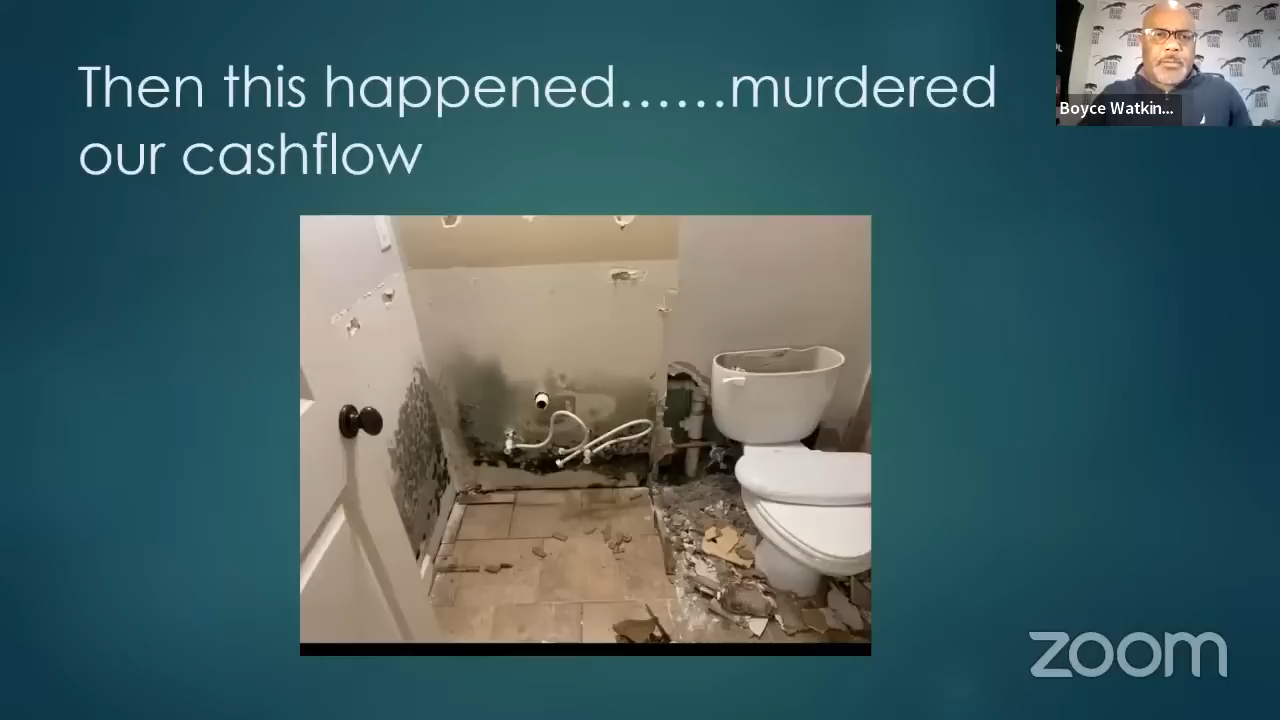 Then this happened......murdered
our cashflow
Boyce Watkin...
zoom